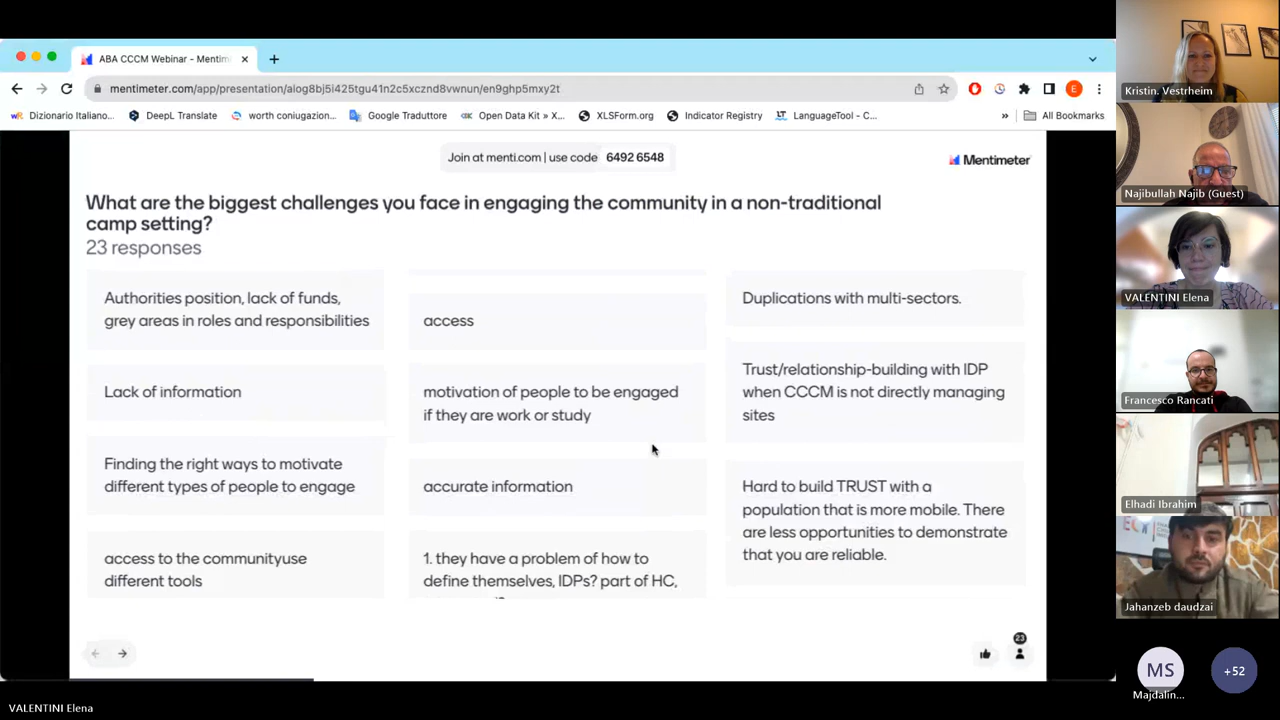 ABA CCCM Webinar - Mentim
mentimeter.com/app/presentation/alog8bj5i425tgu41n2c5xcznd8vwnun/en9ghp5mxy2t
E
WR Dizionario Italiano...
DeepL Translate
worth coniugazion...
Google Traduttore
Open Data Kit » X...
XLSForm.org
Indicator Registry
LT LanguageTool - C...
»
All Bookmarks
Join at menti.com | use code 6492 6548
Mentimeter
What are the biggest challenges you face in engaging the community in a non-traditional
camp setting?
23 responses
Authorities position, lack of funds,
grey areas in roles and responsibilities
Lack of information
Finding the right ways to motivate
different types of people to engage
access to the communityuse
different tools
access
motivation of people to be engaged
if they are work or study
accurate information
1. they have a problem of how to
define themselves, IDPs? part of HC,
Duplications with multi-sectors.
Trust/relationship-building with IDP
when CCCM is not directly managing
sites
Hard to build TRUST with a
population that is more mobile. There
are less opportunities to demonstrate
that you are reliable.
23
Kristin. Vestrheim
Najibullah Najib (Guest)
VALENTINI Elena
Francesco Rancati
Elhadi Ibrahim
Jahanzeb daudzai
MS
Majdalin...
+52
VALENTINI Elena